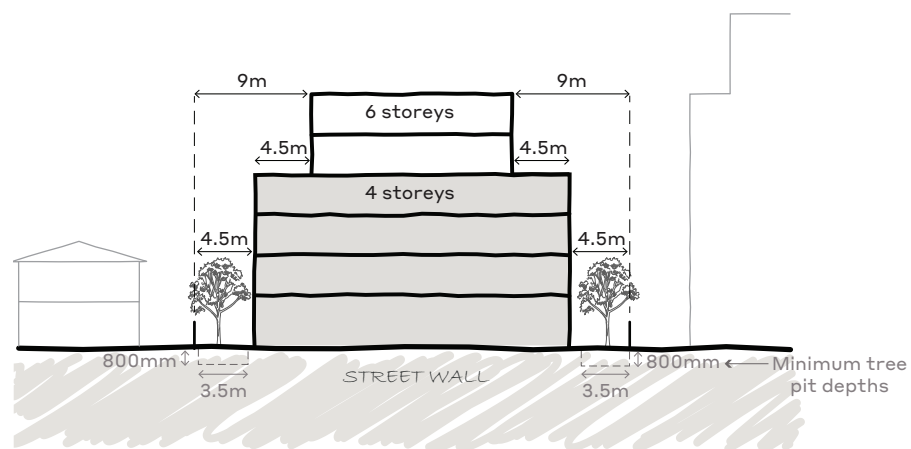 9m
9m
6 storeys
4.5m
4.5m
4 storeys
4.5m
4.5m
800mm
800mm
Minimum tree
pit depths
3.5m
STREET WALL
3.5m